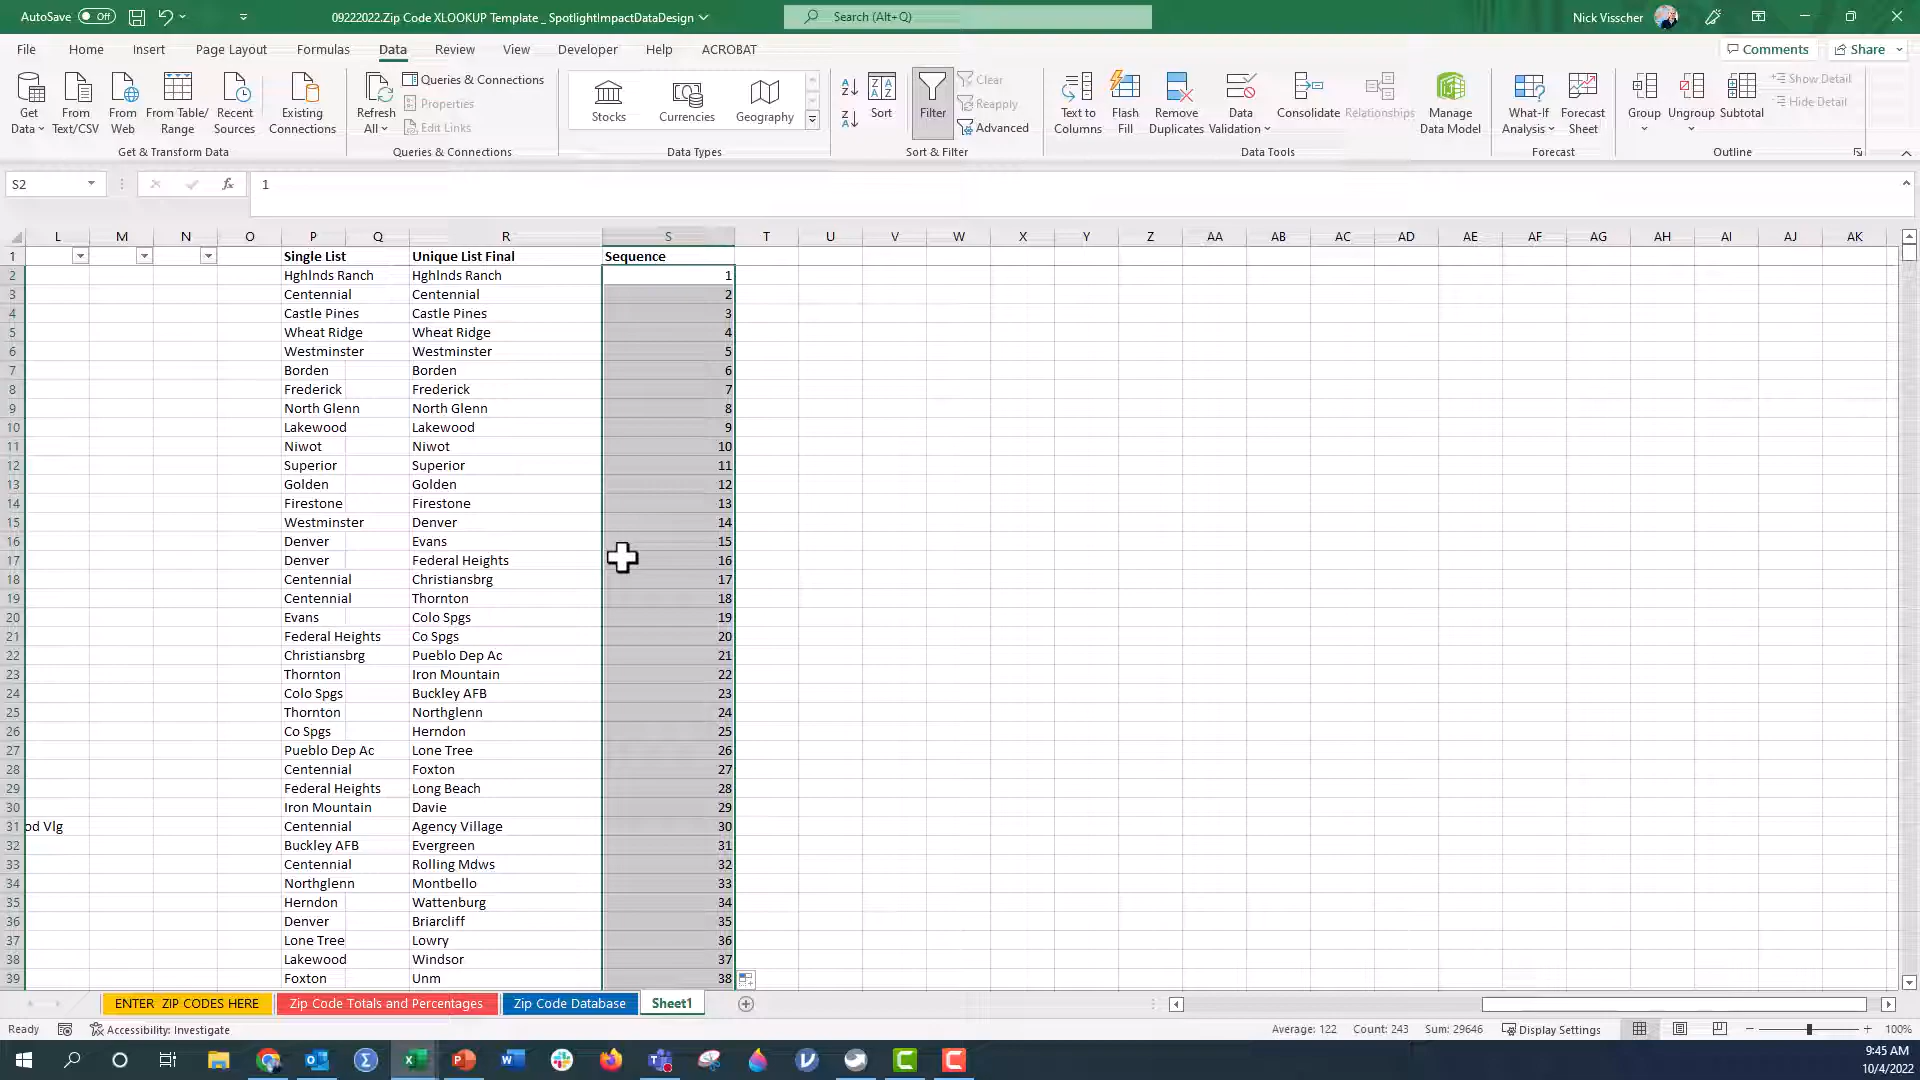 AutoSave Off 09222022.Zip Code XLOOKUP Template _ SpotlightImpactDataDesign Search (Alt+Q) Nick Visscher
File Home Insert Page Layout Formulas Data Review View Developer Help ACROBAT Comments Share
Get Data From Text/CSV From Web From Table/ Range Recent Sources Existing Connections
Get & Transform Data
Refresh All Queries & Connections Properties Edit Links
Queries & Connections
Stocks Currencies Geography
Data Types
Sort Filter Clear Reapply Advanced
Sort & Filter
Text to Columns Flash Fill Remove Duplicates Data Validation Consolidate Relationships Manage Data Model
Data Tools
What-If Analysis Forecast Sheet
Forecast
Group Ungroup Subtotal Show Detail Hide Detail
Outline
S2 fx 1
L M N O P Q R S T U V W X Y Z AA AB AC AD AE AF AG AH AI AJ AK
1 Single List Unique List Final Sequence
2 Hghlnds Ranch Hghlnds Ranch 1
3 Centennial Centennial 2
4 Castle Pines Castle Pines 3
5 Wheat Ridge Wheat Ridge 4
6 Westminster Westminster 5
7 Borden Borden 6
8 Frederick Frederick 7
9 North Glenn North Glenn 8
10 Lakewood Lakewood 9
11 Niwot Niwot 10
12 Superior Superior 11
13 Golden Golden 12
14 Firestone Firestone 13
15 Westminster Denver 14
16 Denver Evans 15
17 Denver Federal Heights 16
18 Centennial Christiansbrg 17
19 Centennial Thornton 18
20 Evans Colo Spgs 19
21 Federal Heights Co Spgs 20
22 Christiansbrg Pueblo Dep Ac 21
23 Thornton Iron Mountain 22
24 Colo Spgs Buckley AFB 23
25 Thornton Northglenn 24
26 Co Spgs Herndon 25
27 Pueblo Dep Ac Lone Tree 26
28 Centennial Foxton 27
29 Federal Heights Long Beach 28
30 Iron Mountain Davie 29
31 od Vlg Centennial Agency Village 30
32 Buckley AFB Evergreen 31
33 Centennial Rolling Mdws 32
34 Northglenn Montbello 33
35 Herndon Wattenburg 34
36 Denver Briarcliff 35
37 Lone Tree Lowry 36
38 Lakewood Windsor 37
39 Foxton Unm 38
ENTER ZIP CODES HERE Zip Code Totals and Percentages Zip Code Database Sheet1
Ready Accessibility: Investigate Average: 122 Count: 243 Sum: 29646 Display Settings 100%
9:45 AM
10/4/2022